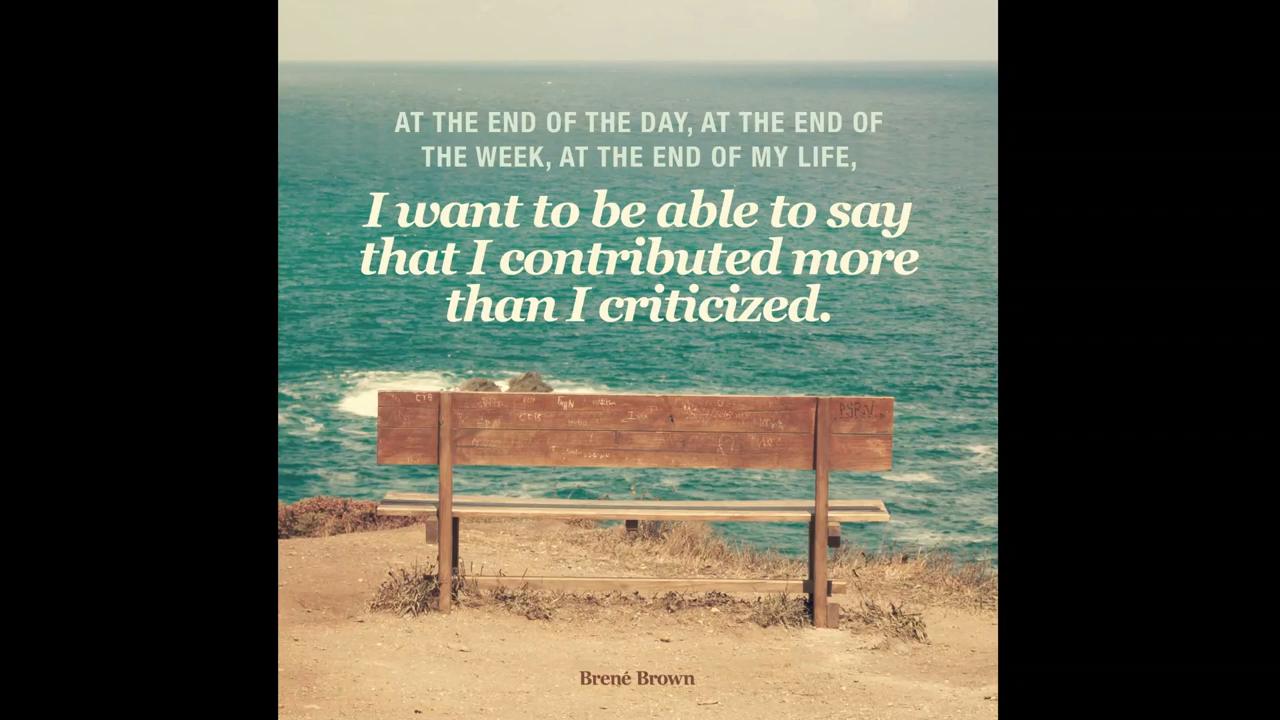 AT THE END OF THE DAY, AT THE END OF
THE WEEK, AT THE END OF MY LIFE,
I want to be able to say
that I contributed more
than I criticized.
Brené Brown